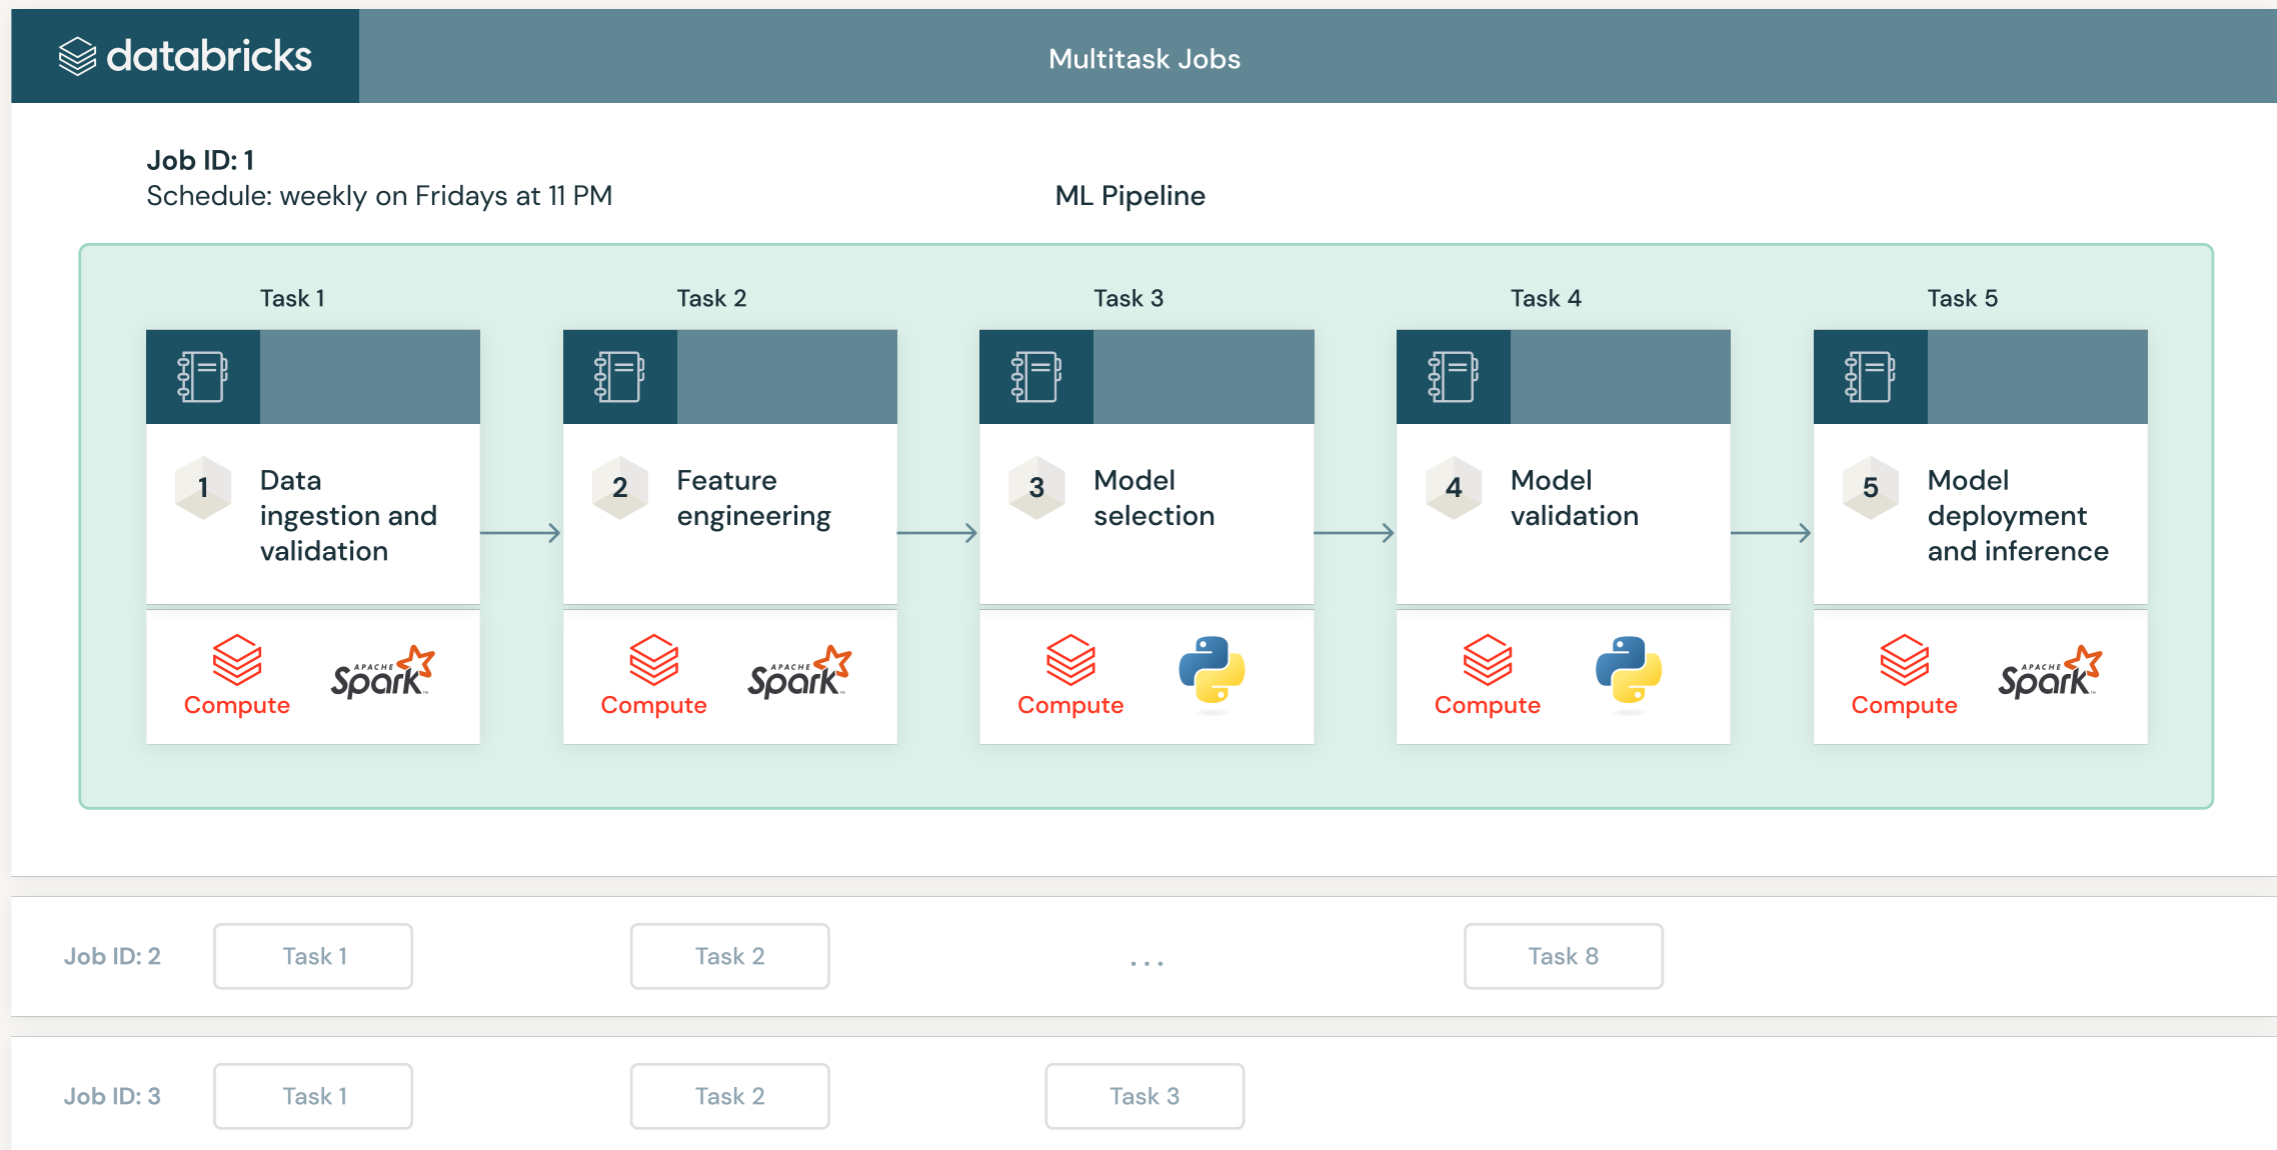 databricks
Multitask Jobs
Job ID: 1
Schedule: weekly on Fridays at 11 PM
ML Pipeline
Task 1
Task 2
Task 3
Task 4
Task 5
1
Data
ingestion and
validation
2
Feature
engineering
3
Model
selection
4
Model
validation
5
Model
deployment
and inference
Compute
APACHE
Spark™
Compute
APACHE
Spark™
Compute
Compute
Compute
APACHE
Spark™
Job ID: 2
Task 1
Task 2
...
Task 8
Job ID: 3
Task 1
Task 2
Task 3